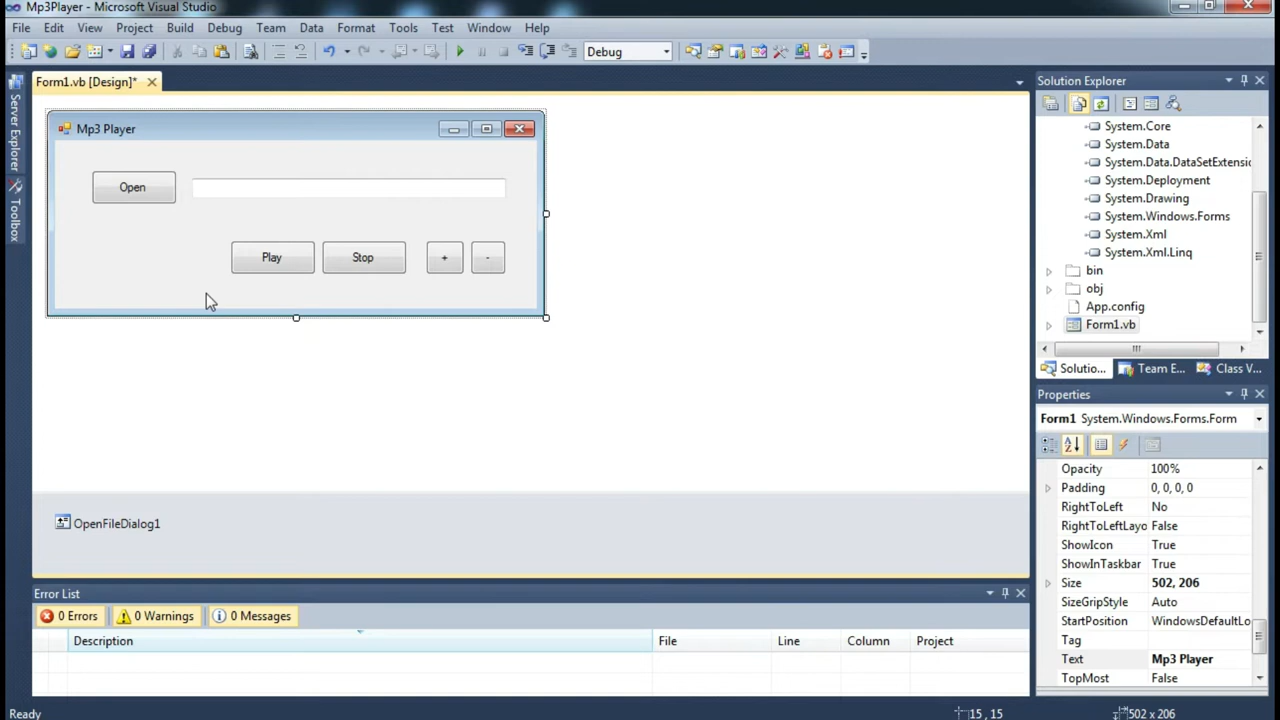 Mp3Player - Microsoft Visual Studio
File Edit View Project Build Debug Team Data Format Tools Test Window Help
Debug
Form1.vb [Design]*
Server Explorer
Toolbox
Mp3 Player
Open
Play Stop + -
OpenFileDialog1
Error List
0 Errors 0 Warnings 0 Messages
Description File Line Column Project
Solution Explorer
System.Core
System.Data
System.Data.DataSetExtensic
System.Deployment
System.Drawing
System.Windows.Forms
System.Xml
System.Xml.Linq
bin
obj
App.config
Form1.vb
Solutio... Team E... Class V...
Properties
Form1 System.Windows.Forms.Form
Opacity 100%
Padding 0, 0, 0, 0
RightToLeft No
RightToLeftLayo False
ShowIcon True
ShowInTaskbar True
Size 502, 206
SizeGripStyle Auto
StartPosition WindowsDefaultLo
Tag
Text Mp3 Player
TopMost False
Ready 15 , 15 502 x 206